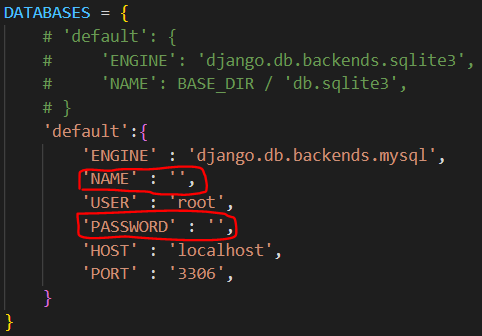 DATABASES = {
# 'default': {
#     'ENGINE': 'django.db.backends.sqlite3',
#     'NAME': BASE_DIR / 'db.sqlite3',
# }
'default':{
'ENGINE' : 'django.db.backends.mysql',
'NAME' : '',
'USER' : 'root',
'PASSWORD' : '',
'HOST' : 'localhost',
'PORT' : '3306',
}
}